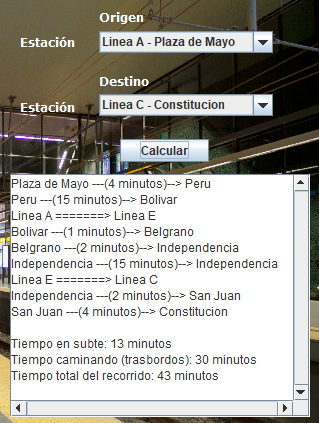 Origen
Estación
Linea A - Plaza de Mayo
Destino
Estación
Linea C - Constitucion
Calcular
Plaza de Mayo ---(4 minutos)--> Peru
Peru ---(15 minutos)--> Bolivar
Linea A =======> Linea E
Bolivar ---(1 minutos)--> Belgrano
Belgrano ---(2 minutos)--> Independencia
Independencia ---(15 minutos)--> Independencia
Linea E =======> Linea C
Independencia ---(2 minutos)--> San Juan
San Juan ---(4 minutos)--> Constitucion
Tiempo en subte: 13 minutos
Tiempo caminando (trasbordos): 30 minutos
Tiempo total del recorrido: 43 minutos